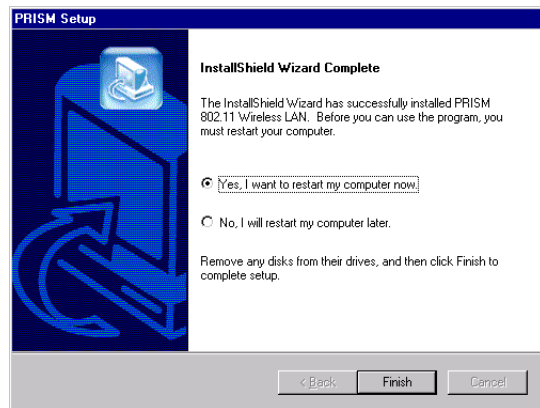 PRISM Setup
InstallShield Wizard Complete
The InstallShield Wizard has successfully installed PRISM
802.11 Wireless LAN. Before you can use the program, you
must restart your computer.
Yes, I want to restart my computer now.
No, I will restart my computer later.
Remove any disks from their drives, and then click Finish to
complete setup.
< Back
Finish
Cancel